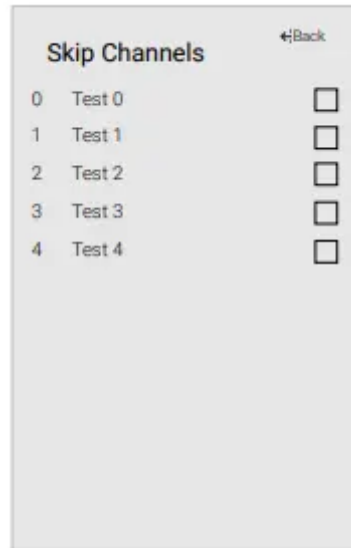 Back
Skip Channels
0 Test 0
1 Test 1
2 Test 2
3 Test 3
4 Test 4